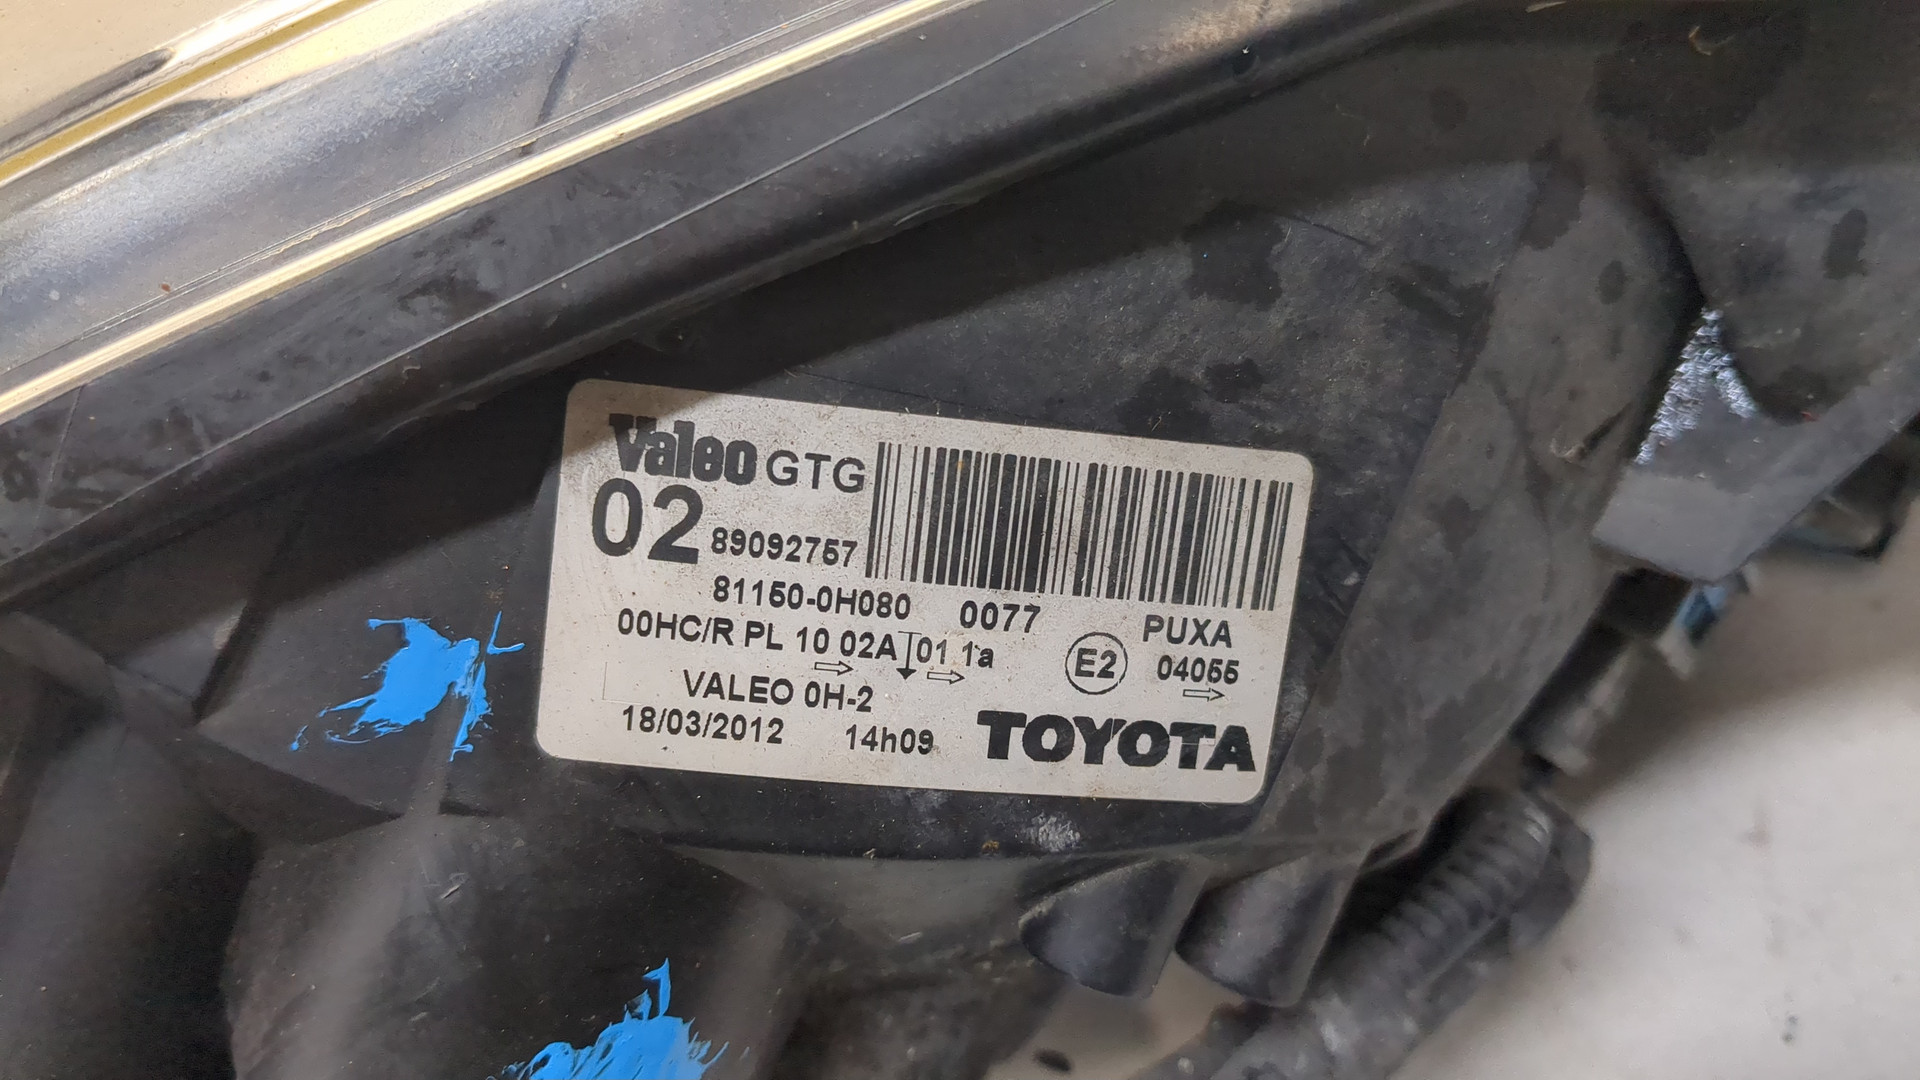 Valeo GTG
02 89092757
81150-0H080 0077 PUXA
00HC/R PL 10 02A 01 1a E2 04055
VALEO 0H-2
18/03/2012 14h09 TOYOTA